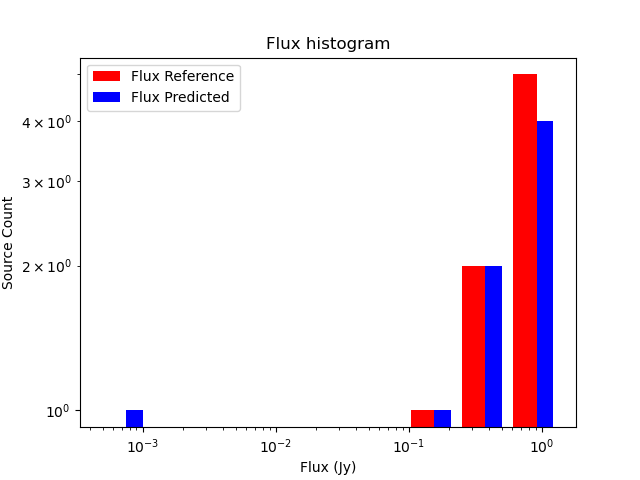 Flux histogram
Flux Reference
Flux Predicted
4 × 10⁰
3 × 10⁰
2 × 10⁰
10⁰
Source Count
10⁻³ 10⁻² 10⁻¹ 10⁰
Flux (Jy)